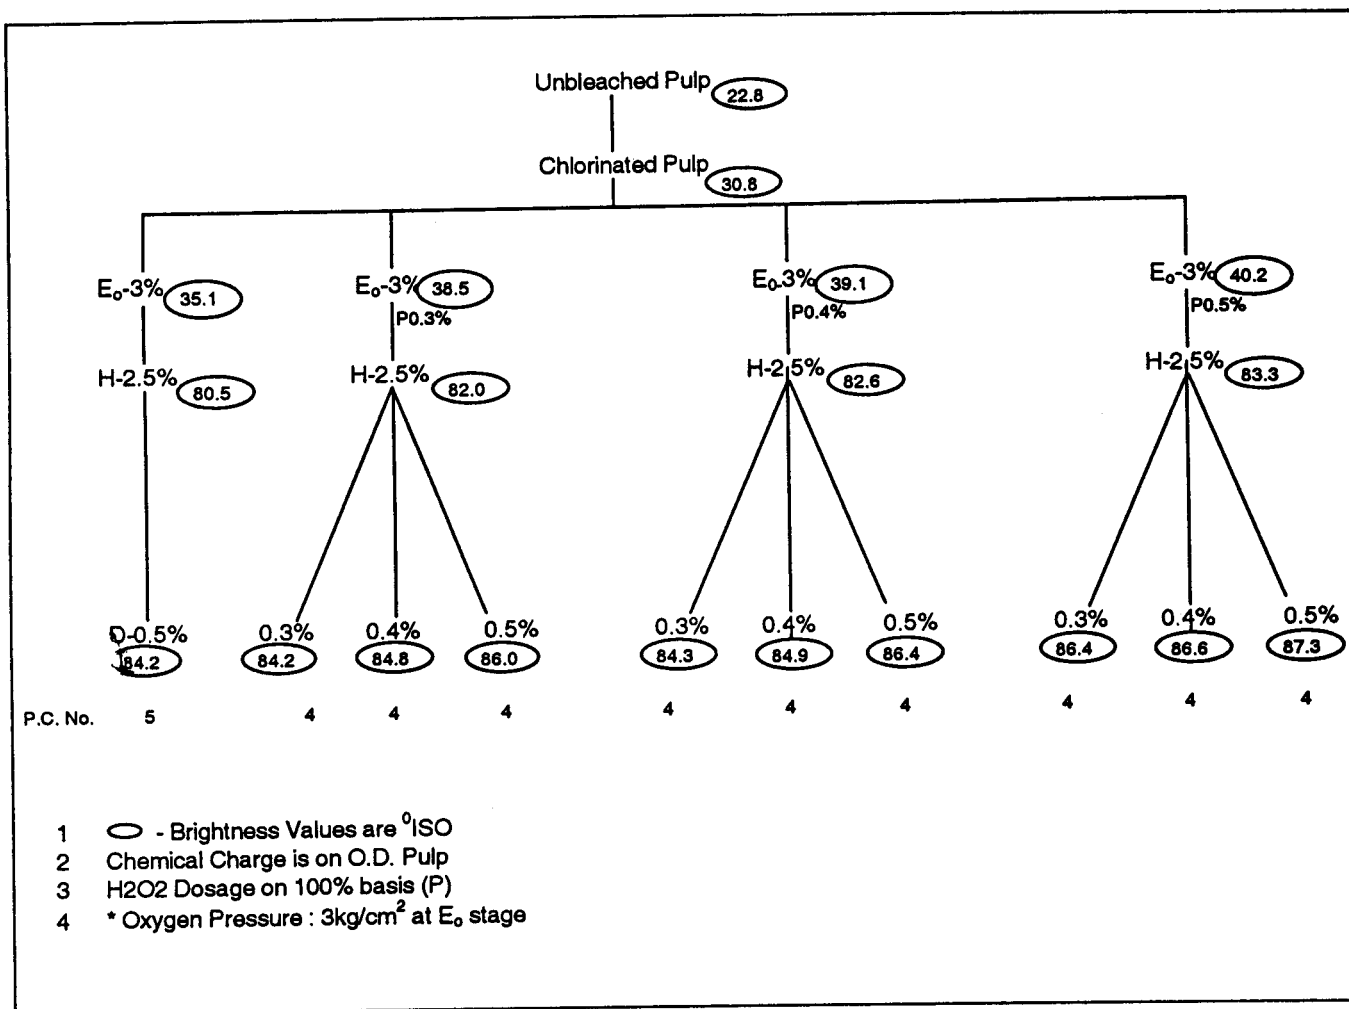 Unbleached Pulp 22.8
Chlorinated Pulp 30.8
E₀-3% 35.1 E₀-3% 38.5 E₀-3% 39.1 E₀-3% 40.2
P0.3% P0.4% P0.5%
H-2.5% 80.5 H-2.5% 82.0 H-2.5% 82.6 H-2.5% 83.3
D-0.5% 0.3% 0.4% 0.5% 0.3% 0.4% 0.5% 0.3% 0.4% 0.5%
84.2 84.2 84.8 86.0 84.3 84.9 86.4 86.4 86.6 87.3
P.C. No. 5 4 4 4 4 4 4 4 4 4
1 - Brightness Values are ⁰ISO
2 Chemical Charge is on O.D. Pulp
3 H2O2 Dosage on 100% basis (P)
4 * Oxygen Pressure : 3kg/cm² at E₀ stage